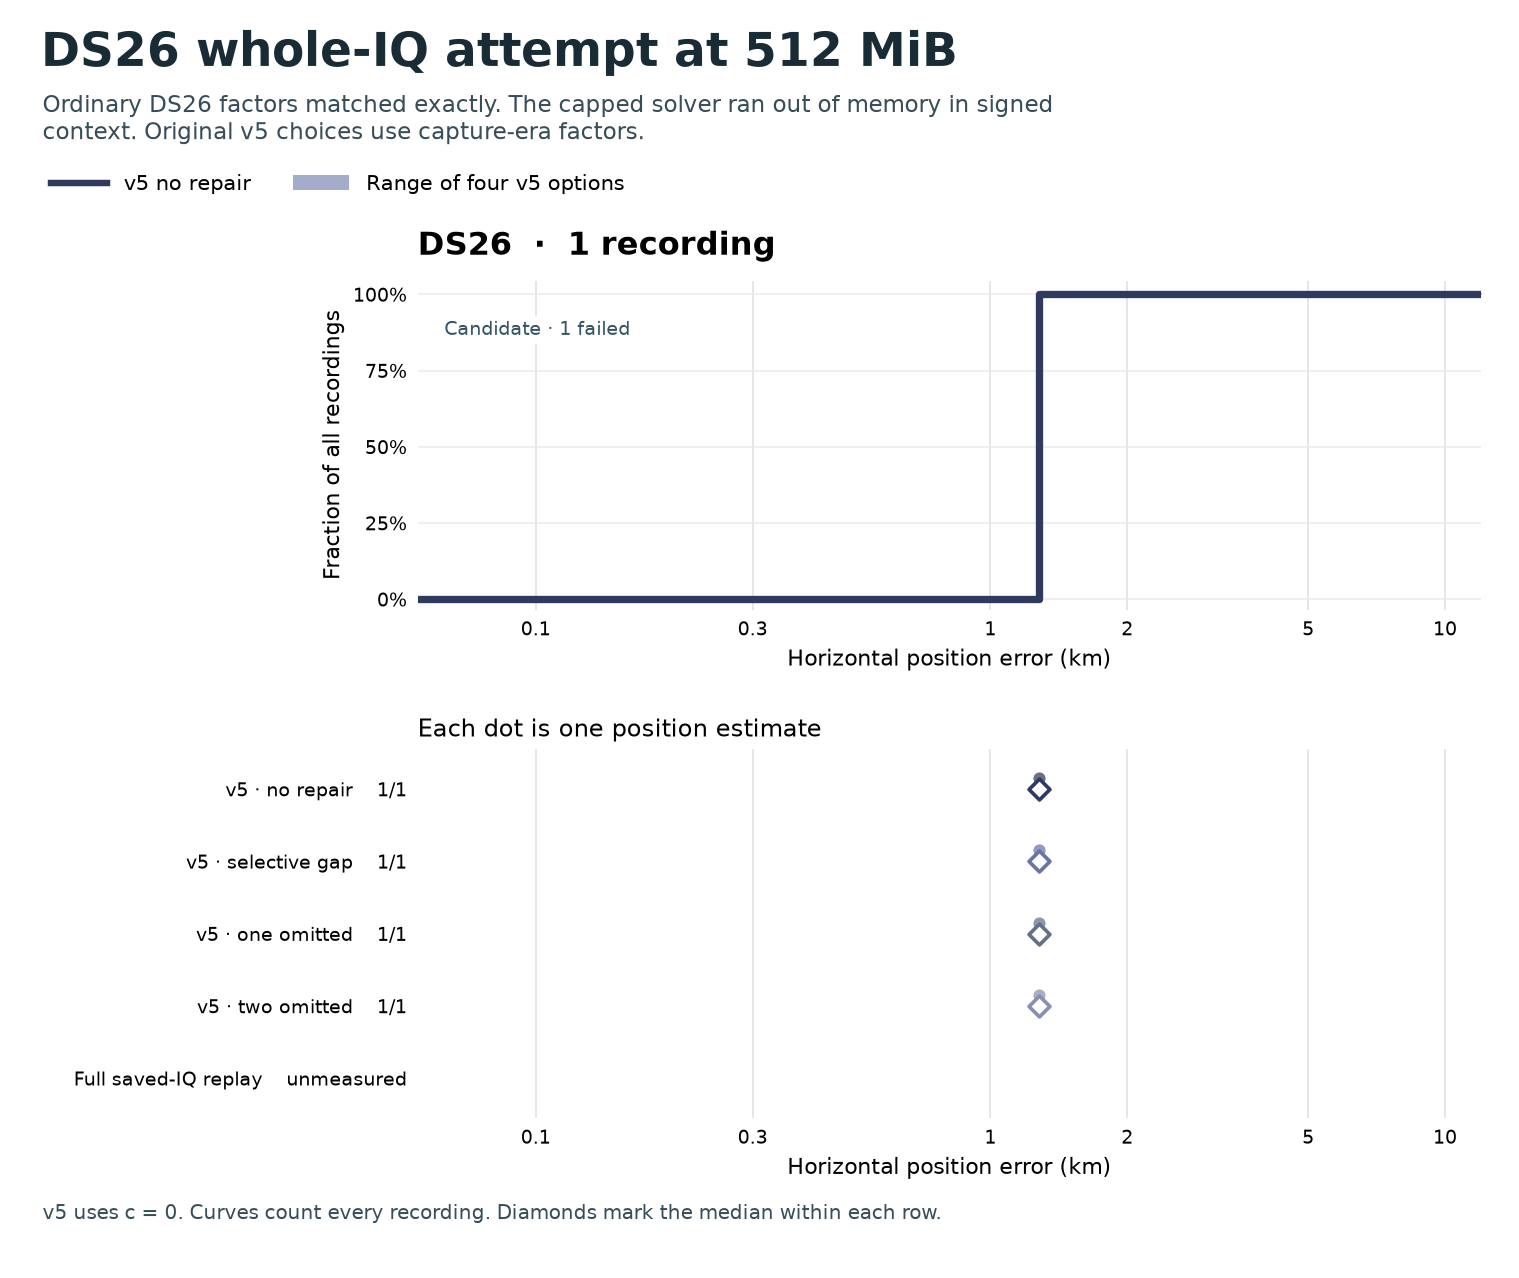 DS26 whole-IQ attempt at 512 MiB
Ordinary DS26 factors matched exactly. The capped solver ran out of memory in signed
context. Original v5 choices use capture-era factors.
v5 no repair
Range of four v5 options
DS26 · 1 recording
Fraction of all recordings
100%
75%
50%
25%
0%
Candidate · 1 failed
0.1 0.3 1 2 5 10
Horizontal position error (km)
Each dot is one position estimate
v5 · no repair 1/1
v5 · selective gap 1/1
v5 · one omitted 1/1
v5 · two omitted 1/1
Full saved-IQ replay unmeasured
0.1 0.3 1 2 5 10
Horizontal position error (km)
v5 uses c = 0. Curves count every recording. Diamonds mark the median within each row.